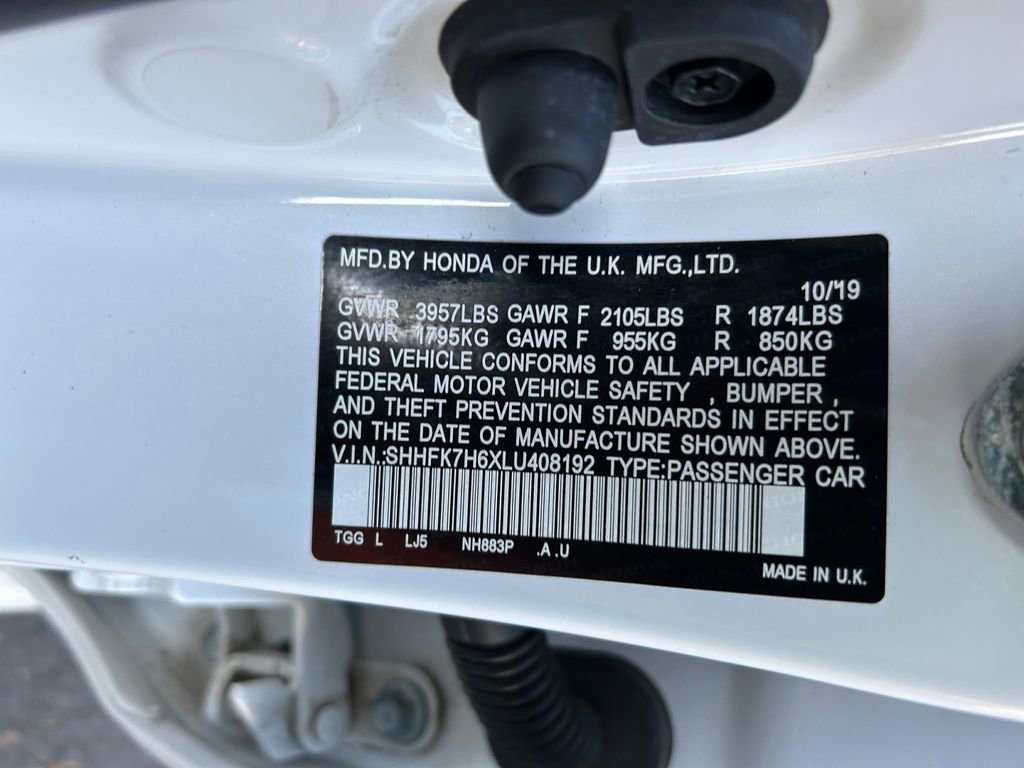 MFD.BY HONDA OF THE U.K. MFG.,LTD.
10/'19
GVWR 3957LBS GAWR F 2105LBS R 1874LBS
GVWR 1795KG GAWR F 955KG R 850KG
THIS VEHICLE CONFORMS TO ALL APPLICABLE
FEDERAL MOTOR VEHICLE SAFETY , BUMPER ,
AND THEFT PREVENTION STANDARDS IN EFFECT
ON THE DATE OF MANUFACTURE SHOWN ABOVE.
V.I.N.:SHHFK7H6XLU408192 TYPE:PASSENGER CAR
TGG L LJ5 NH883P .A.U
MADE IN U.K.